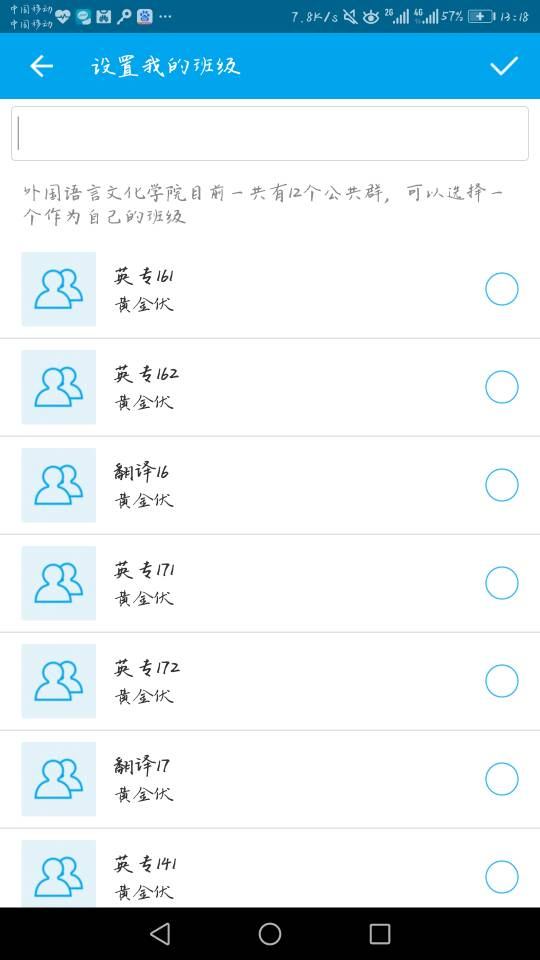 中国移动
中国移动
7.8K/s
2G
4G
57%
13:18
设置我的班级
外国语言文化学院目前一共有12个公共群，可以选择一
个作为自己的班级
英专161
黄金伏
英专162
黄金伏
翻译16
黄金伏
英专171
黄金伏
英专172
黄金伏
翻译17
黄金伏
英专141
黄金伏